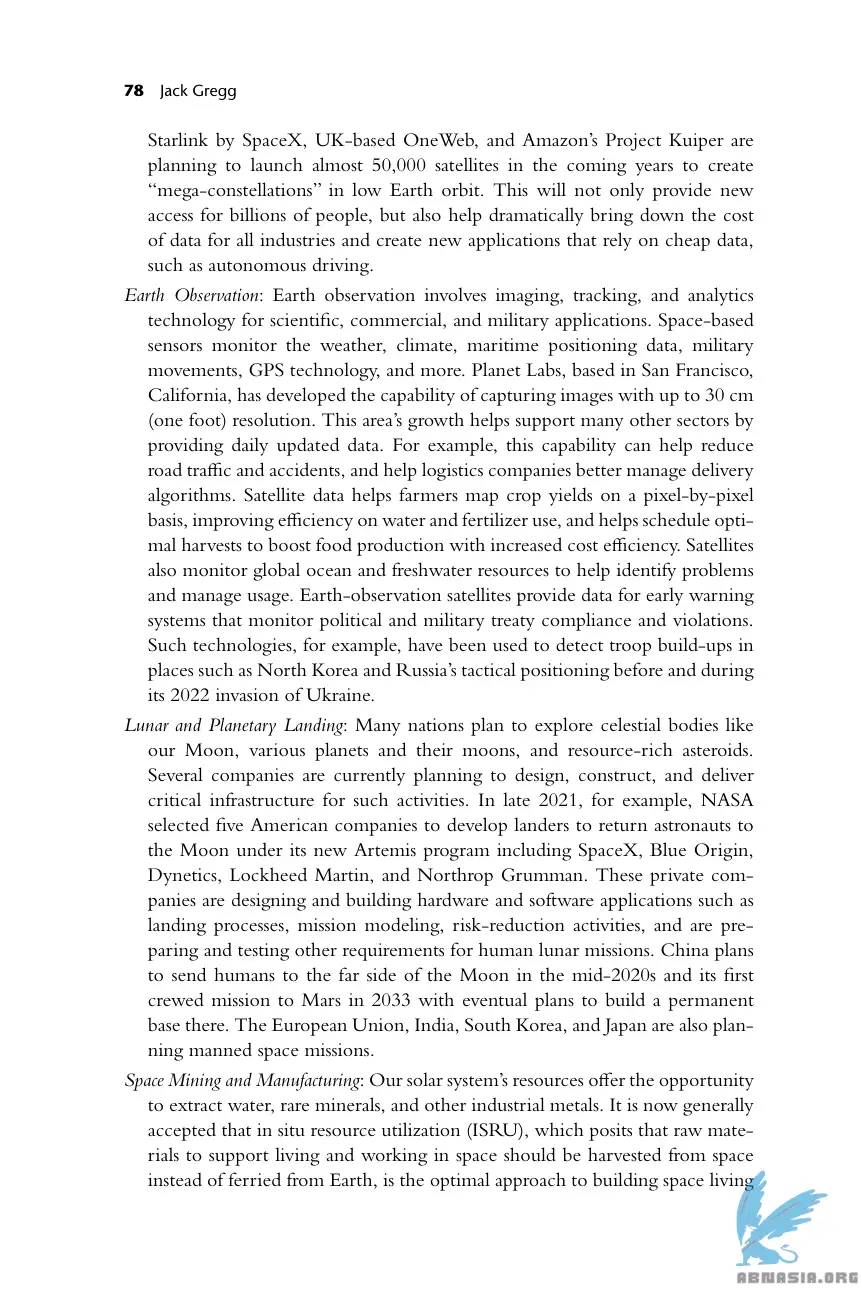 78 Jack Gregg
Starlink by SpaceX, UK-based OneWeb, and Amazon’s Project Kuiper are
planning to launch almost 50,000 satellites in the coming years to create
“mega-constellations” in low Earth orbit. This will not only provide new
access for billions of people, but also help dramatically bring down the cost
of data for all industries and create new applications that rely on cheap data,
such as autonomous driving.
Earth Observation: Earth observation involves imaging, tracking, and analytics
technology for scientific, commercial, and military applications. Space-based
sensors monitor the weather, climate, maritime positioning data, military
movements, GPS technology, and more. Planet Labs, based in San Francisco,
California, has developed the capability of capturing images with up to 30 cm
(one foot) resolution. This area’s growth helps support many other sectors by
providing daily updated data. For example, this capability can help reduce
road traffic and accidents, and help logistics companies better manage delivery
algorithms. Satellite data helps farmers map crop yields on a pixel-by-pixel
basis, improving efficiency on water and fertilizer use, and helps schedule opti-
mal harvests to boost food production with increased cost efficiency. Satellites
also monitor global ocean and freshwater resources to help identify problems
and manage usage. Earth-observation satellites provide data for early warning
systems that monitor political and military treaty compliance and violations.
Such technologies, for example, have been used to detect troop build-ups in
places such as North Korea and Russia’s tactical positioning before and during
its 2022 invasion of Ukraine.
Lunar and Planetary Landing: Many nations plan to explore celestial bodies like
our Moon, various planets and their moons, and resource-rich asteroids.
Several companies are currently planning to design, construct, and deliver
critical infrastructure for such activities. In late 2021, for example, NASA
selected five American companies to develop landers to return astronauts to
the Moon under its new Artemis program including SpaceX, Blue Origin,
Dynetics, Lockheed Martin, and Northrop Grumman. These private com-
panies are designing and building hardware and software applications such as
landing processes, mission modeling, risk-reduction activities, and are pre-
paring and testing other requirements for human lunar missions. China plans
to send humans to the far side of the Moon in the mid-2020s and its first
crewed mission to Mars in 2033 with eventual plans to build a permanent
base there. The European Union, India, South Korea, and Japan are also plan-
ning manned space missions.
Space Mining and Manufacturing: Our solar system’s resources offer the opportunity
to extract water, rare minerals, and other industrial metals. It is now generally
accepted that in situ resource utilization (ISRU), which posits that raw mate-
rials to support living and working in space should be harvested from space
instead of ferried from Earth, is the optimal approach to building space living
ABNASIA.ORG